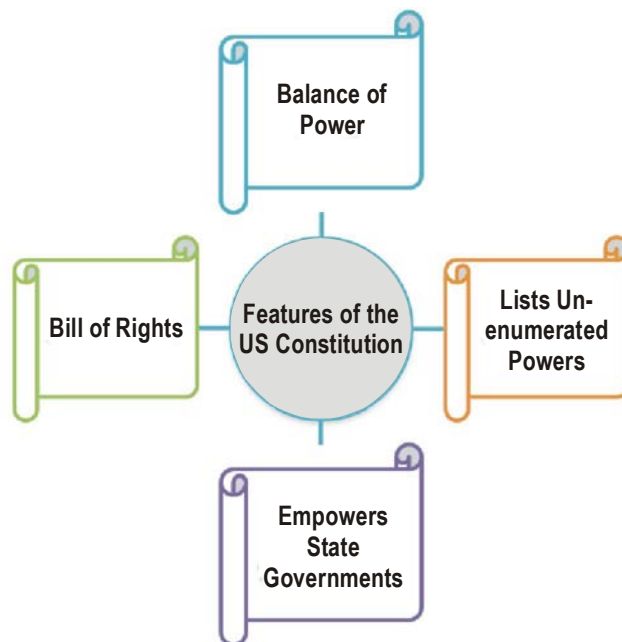 Balance of
Power
Bill of Rights
Features of the
US Constitution
Lists Un-
enumerated
Powers
Empowers
State
Governments